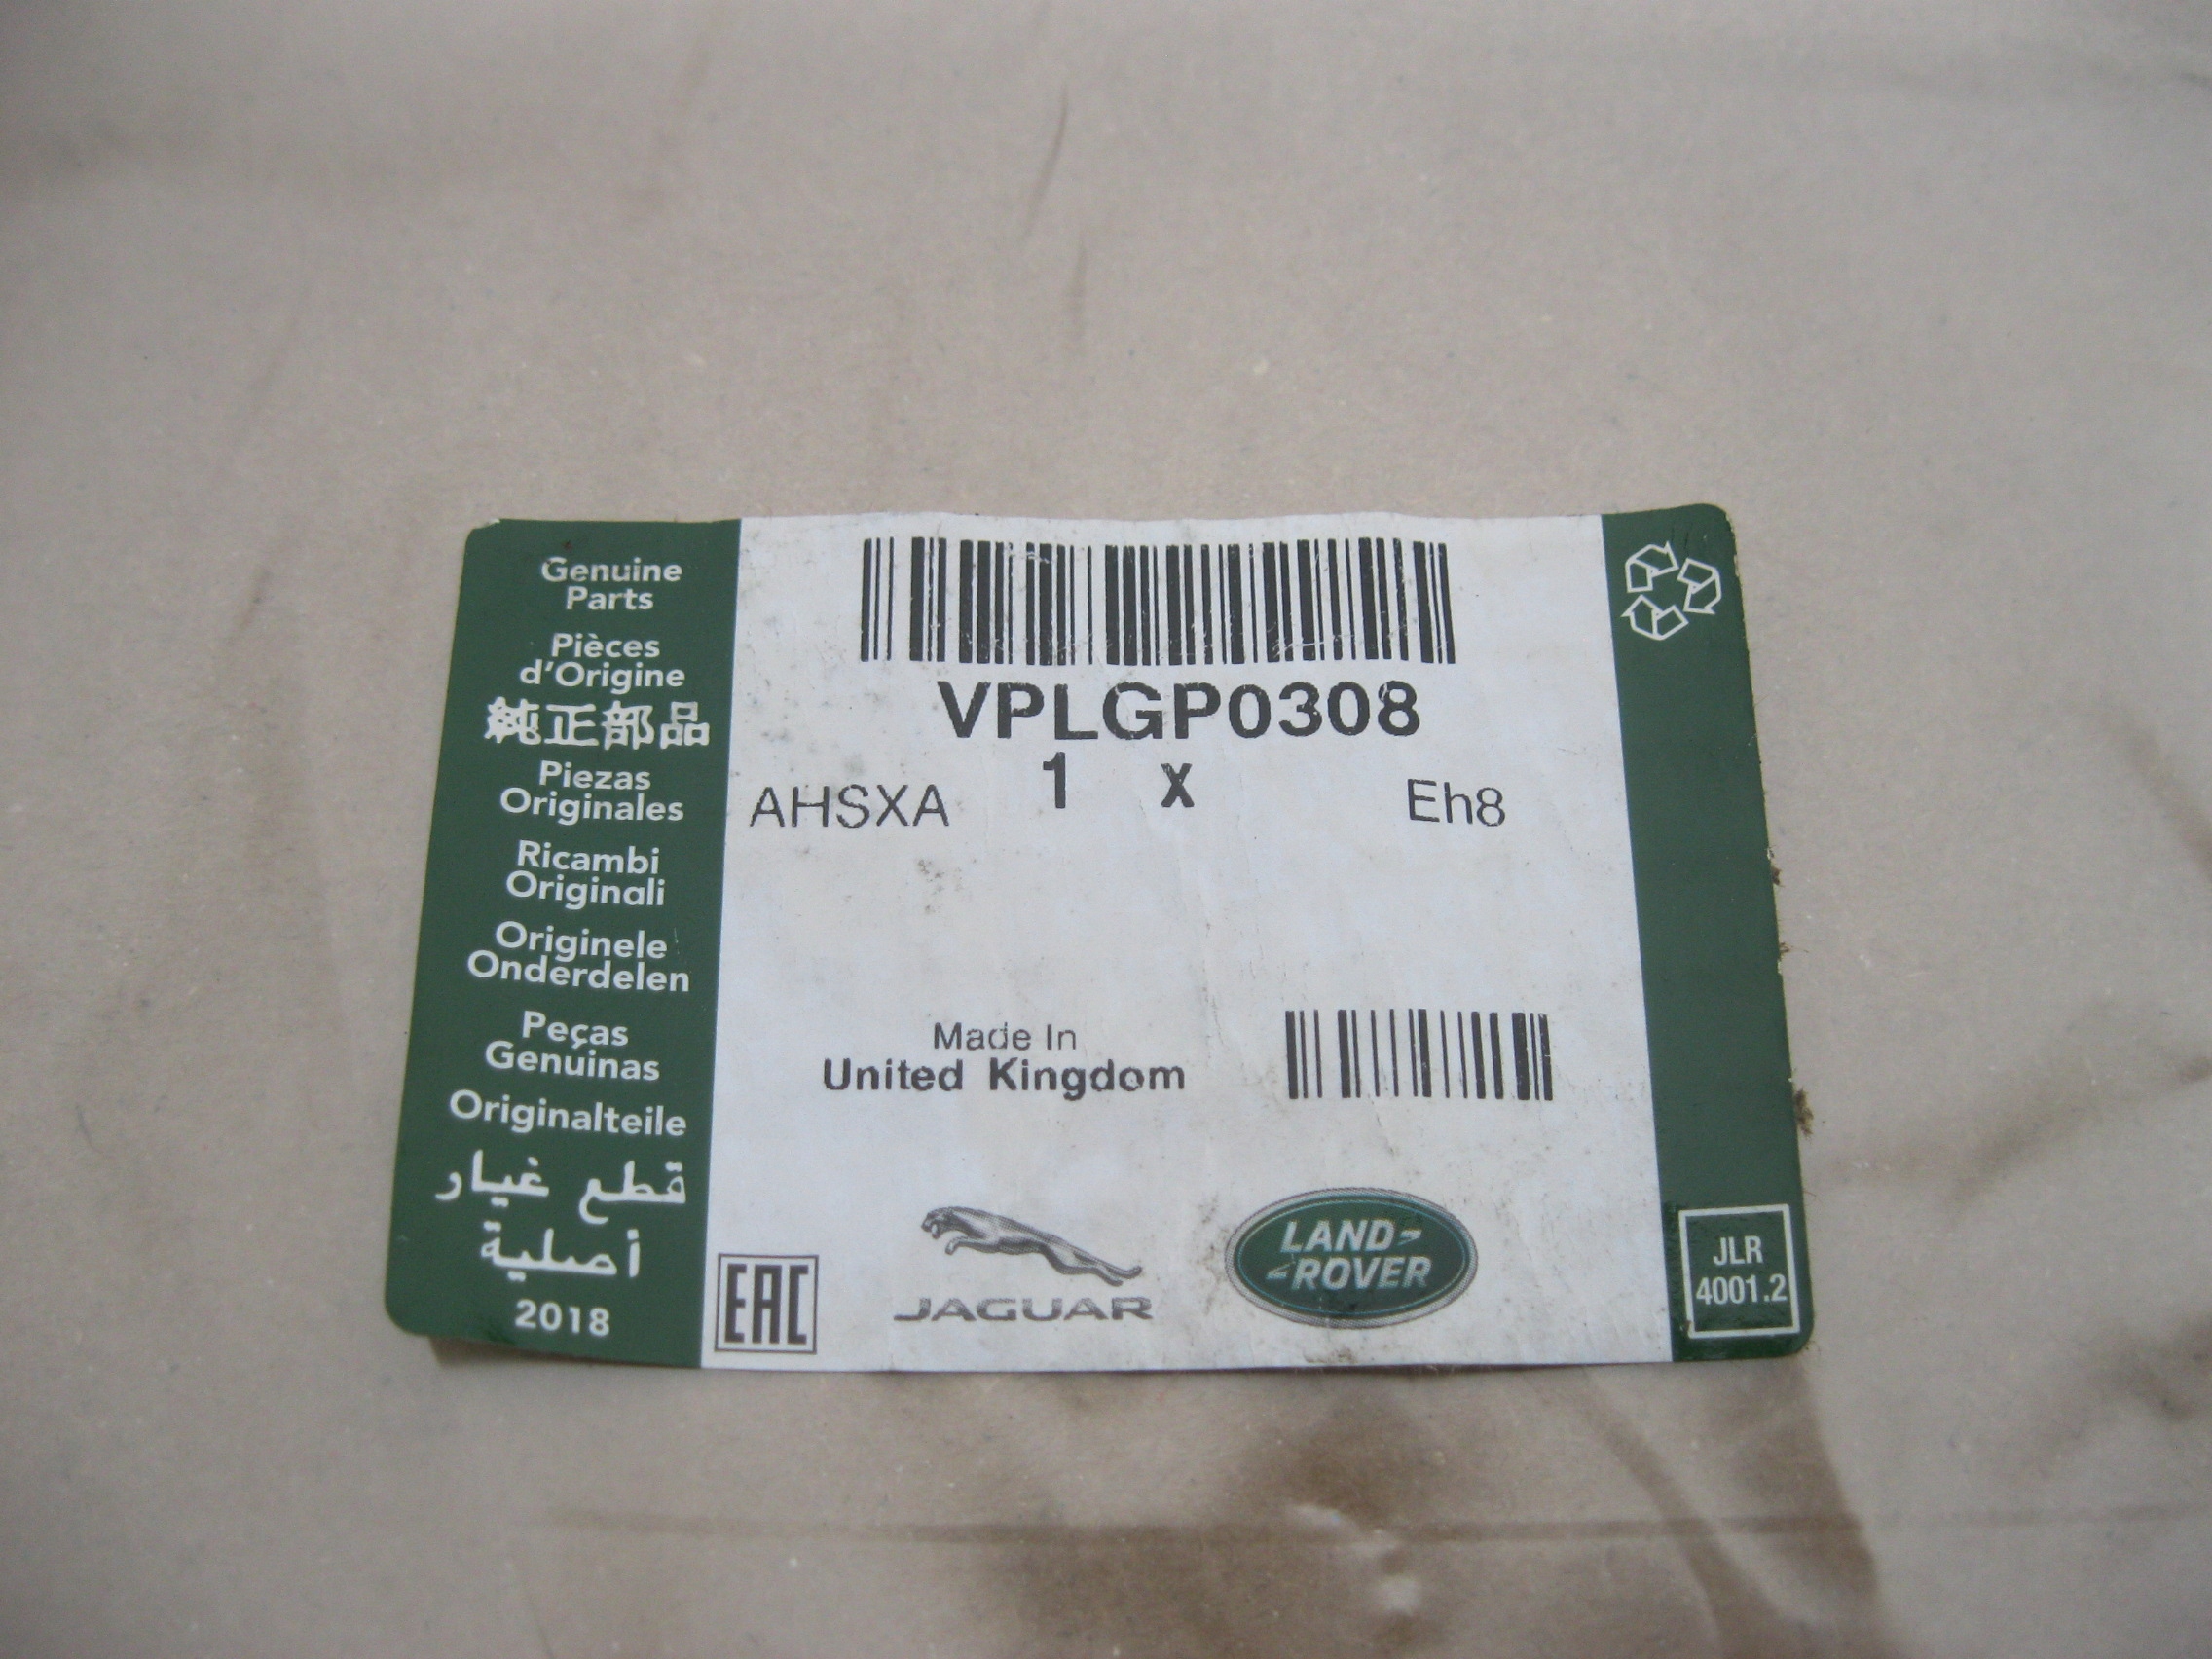 Genuine
Parts
Pièces
d'Origine
純正部品
Piezas
Originales
Ricambi
Originali
Originele
Onderdelen
Peças
Genuinas
Originalteile
قطع غيار
أصلية
2018
VPLGP0308
1 X
AHSXA
Eh8
Made In
United Kingdom
EAC
JAGUAR
LAND-
-ROVER
JLR
4001.2